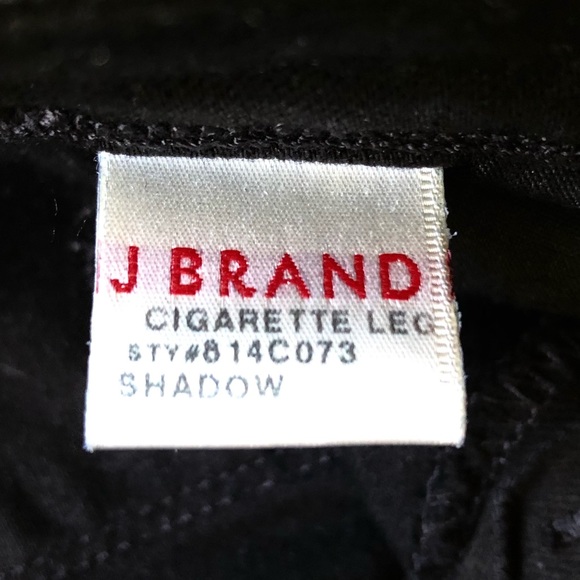 J BRAND
CIGARETTE LEG
STY#814C073
SHADOW